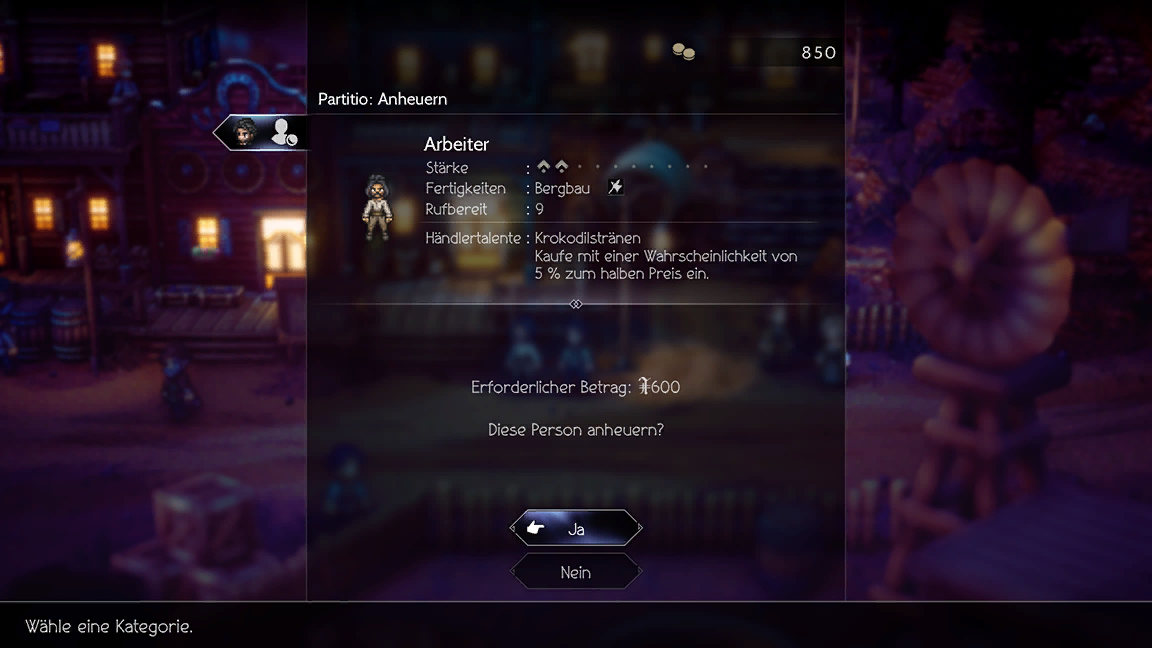 850
Partitio: Anheuern
Arbeiter
Stärke :
Fertigkeiten : Bergbau
Rufbereit : 9
Händlertalente : Krokodilstränen
Kaufe mit einer Wahrscheinlichkeit von
5 % zum halben Preis ein.
Erforderlicher Betrag: 600
Diese Person anheuern?
Ja
Nein
Wähle eine Kategorie.